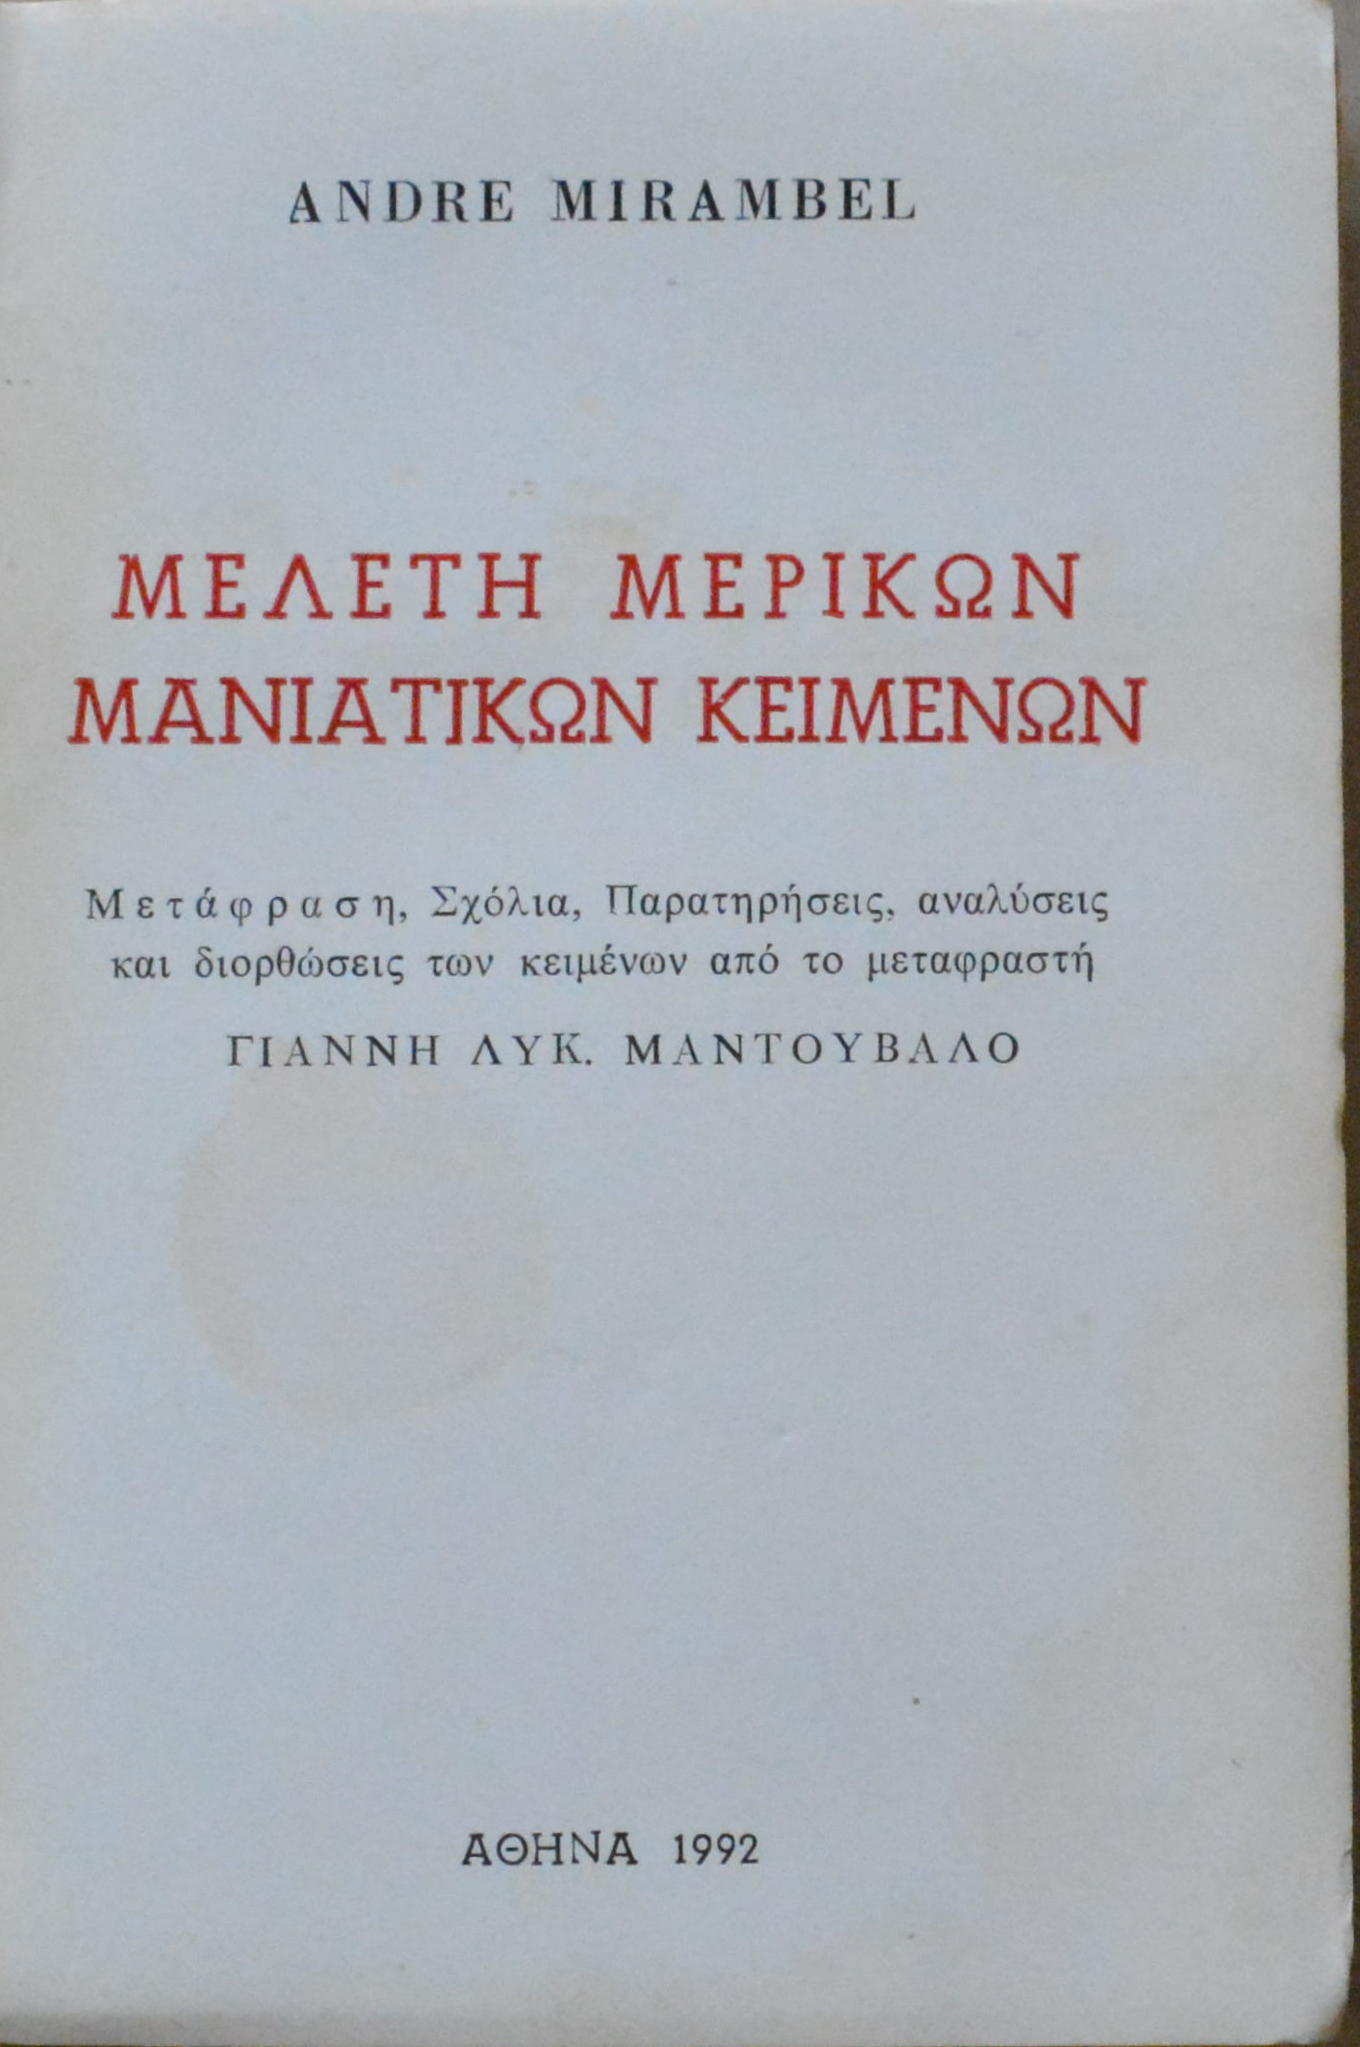 ANDRE MIRAMBEL
ΜΕΛΕΤΗ ΜΕΡΙΚΩΝ
ΜΑΝΙΑΤΙΚΩΝ ΚΕΙΜΕΝΩΝ
Μετάφραση, Σχόλια, Παρατηρήσεις, αναλύσεις
και διορθώσεις των κειμένων από το μεταφραστή
ΓΙΑΝΝΗ ΛΥΚ. ΜΑΝΤΟΥΒΑΛΟ
ΑΘΗΝΑ 1992